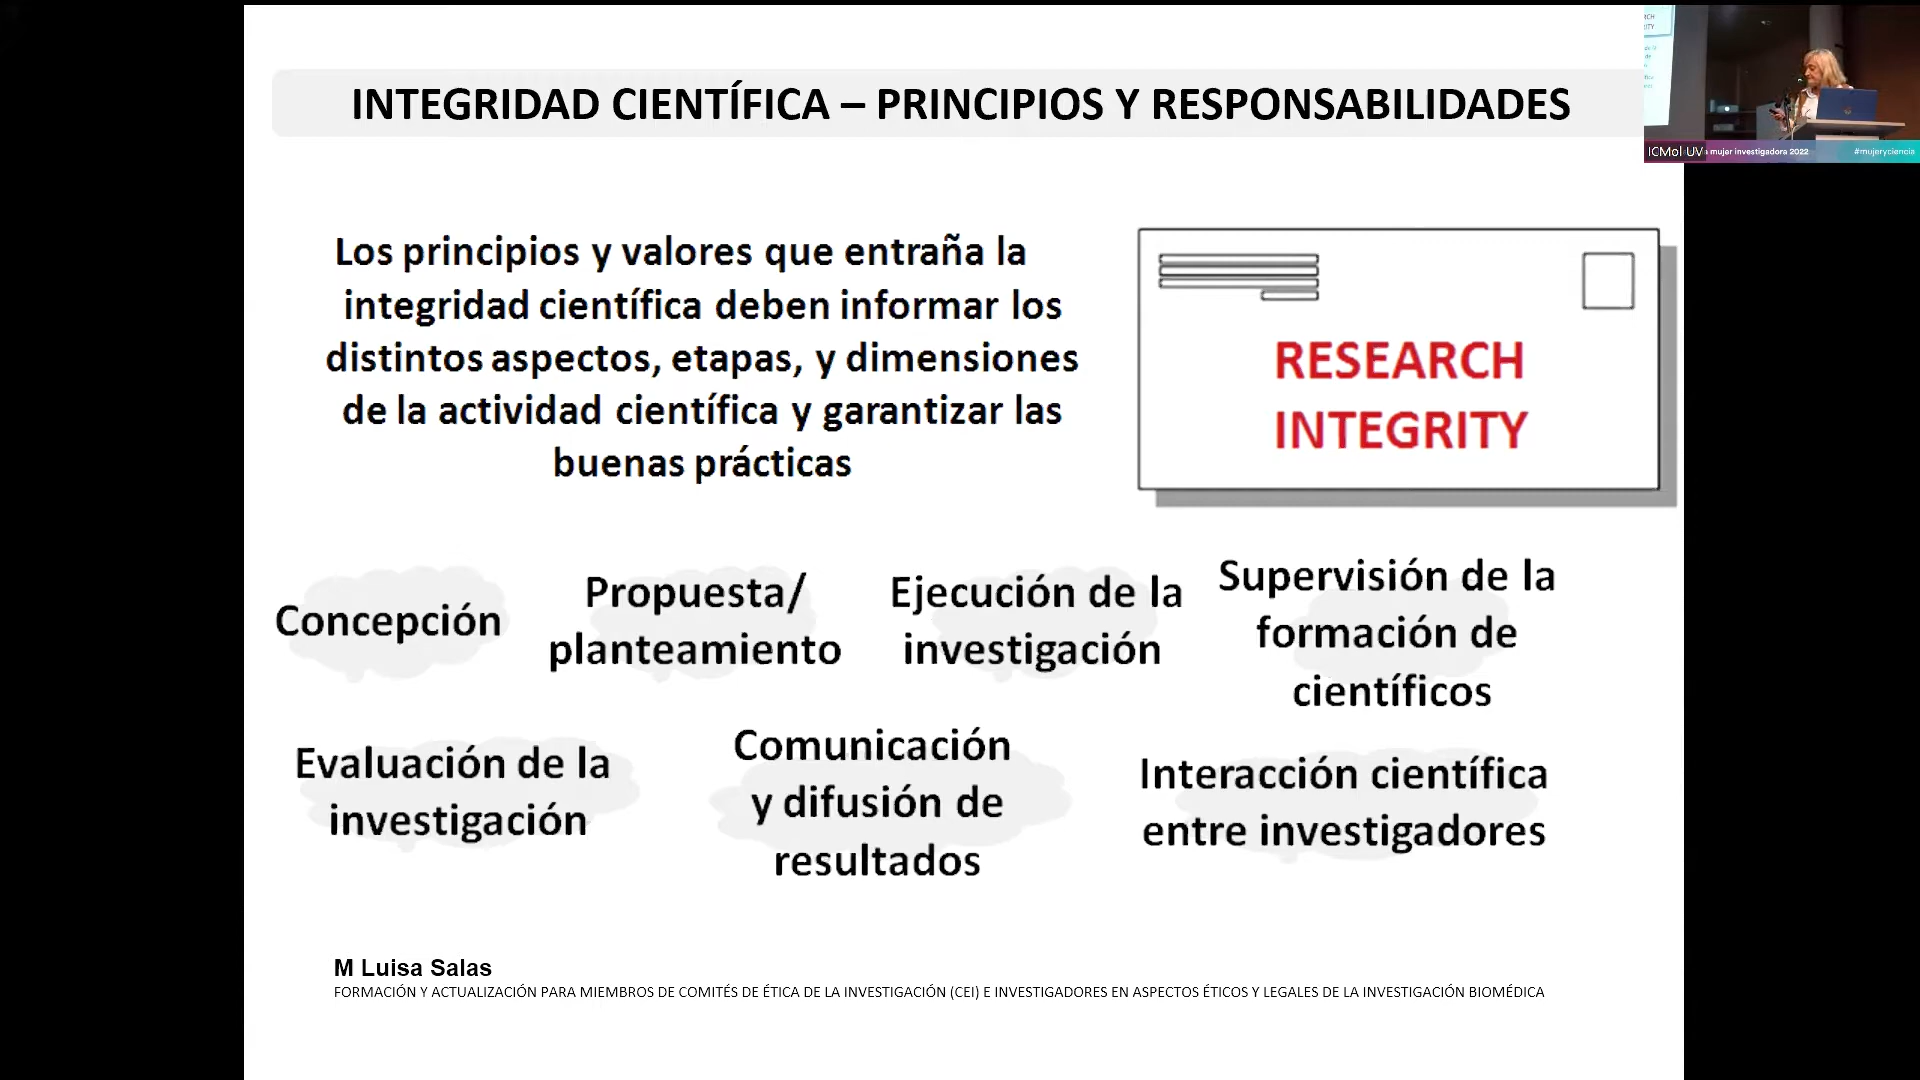 INTEGRIDAD CIENTÍFICA – PRINCIPIOS Y RESPONSABILIDADES
ICMol UV
mujer investigadora 2022
#mujeryciencia
Los principios y valores que entraña la
integridad científica deben informar los
distintos aspectos, etapas, y dimensiones
de la actividad científica y garantizar las
buenas prácticas
RESEARCH
INTEGRITY
Concepción
Propuesta/
planteamiento
Ejecución de la
investigación
Supervisión de la
formación de
científicos
Evaluación de la
investigación
Comunicación
y difusión de
resultados
Interacción científica
entre investigadores
M Luisa Salas
FORMACIÓN Y ACTUALIZACIÓN PARA MIEMBROS DE COMITÉS DE ÉTICA DE LA INVESTIGACIÓN (CEI) E INVESTIGADORES EN ASPECTOS ÉTICOS Y LEGALES DE LA INVESTIGACIÓN BIOMÉDICA